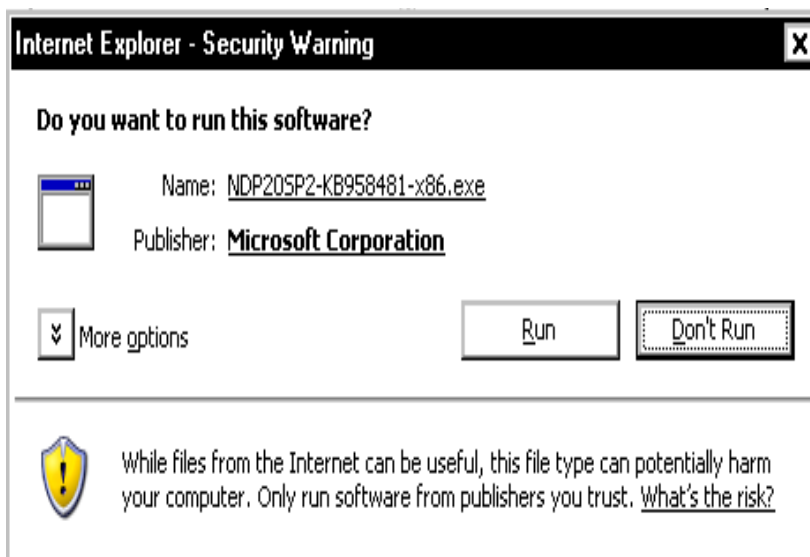 Internet Explorer - Security Warning
Do you want to run this software?
Name: NDP20SP2-KB958481-x86.exe
Publisher: Microsoft Corporation
More options
Run
Don't Run
While files from the Internet can be useful, this file type can potentially harm
your computer. Only run software from publishers you trust. What's the risk?